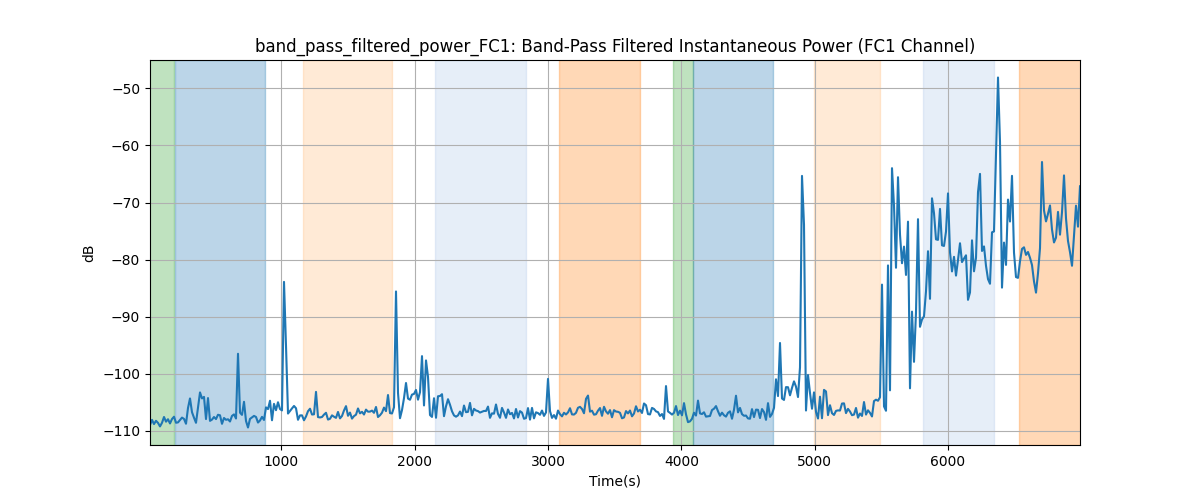 band_pass_filtered_power_FC1: Band-Pass Filtered Instantaneous Power (FC1 Channel)
−50
−60
−70
−80
−90
−100
−110
dB
1000 2000 3000 4000 5000 6000
Time(s)